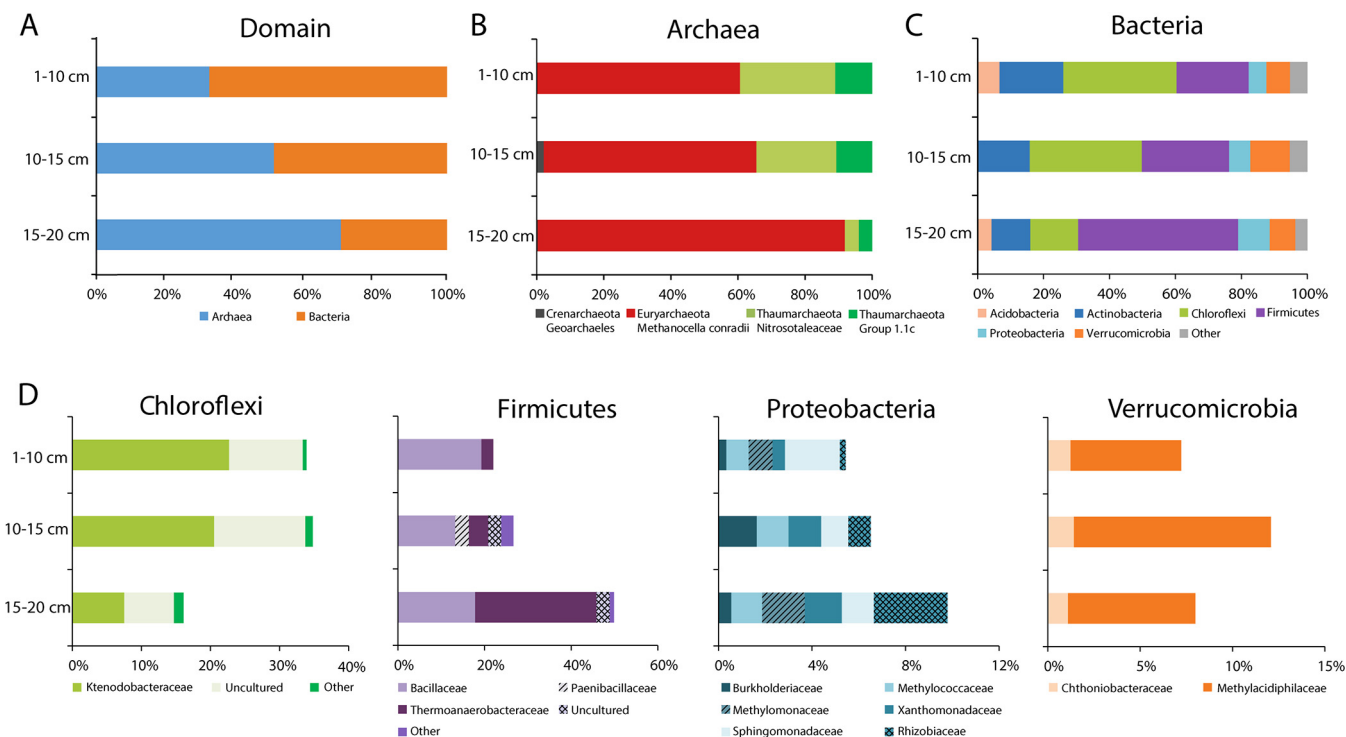 A Domain
1-10 cm
10-15 cm
15-20 cm
0% 20% 40% 60% 80% 100%
Archaea Bacteria
B Archaea
1-10 cm
10-15 cm
15-20 cm
0% 20% 40% 60% 80% 100%
Crenarchaeota Euryarchaeota Thaumarchaeota Thaumarchaeota
Geoarchaeles Methanocella conradii Nitrosotaleaceae Group 1.1c
C Bacteria
1-10 cm
10-15 cm
15-20 cm
0% 20% 40% 60% 80% 100%
Acidobacteria Actinobacteria Chloroflexi Firmicutes
Proteobacteria Verrucomicrobia Other
D Chloroflexi
1-10 cm
10-15 cm
15-20 cm
0% 10% 20% 30% 40%
Ktenodobacteraceae Uncultured Other
Firmicutes
0% 20% 40% 60%
Bacillaceae Paenibacillaceae
Thermoanaerobacteraceae Uncultured
Other
Proteobacteria
0% 4% 8% 12%
Burkholderiaceae Methylococcaceae
Methylomonaceae Xanthomonadaceae
Sphingomonadaceae Rhizobiaceae
Verrucomicrobia
0% 5% 10% 15%
Chthoniobacteraceae Methylacidiphilaceae